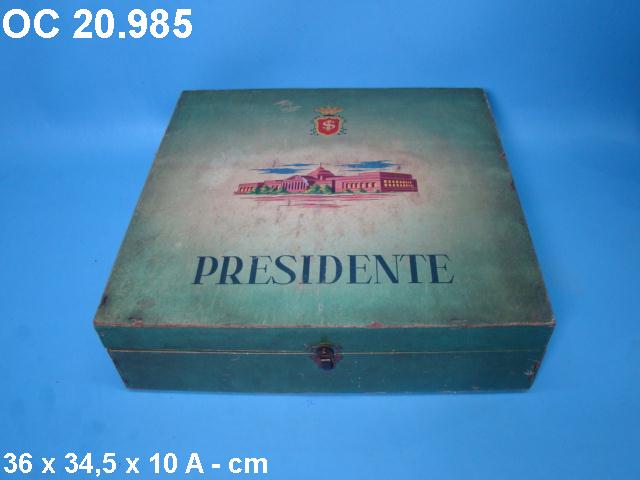 OC 20.985
PRESIDENTE
36 x 34,5 x 10 A - cm